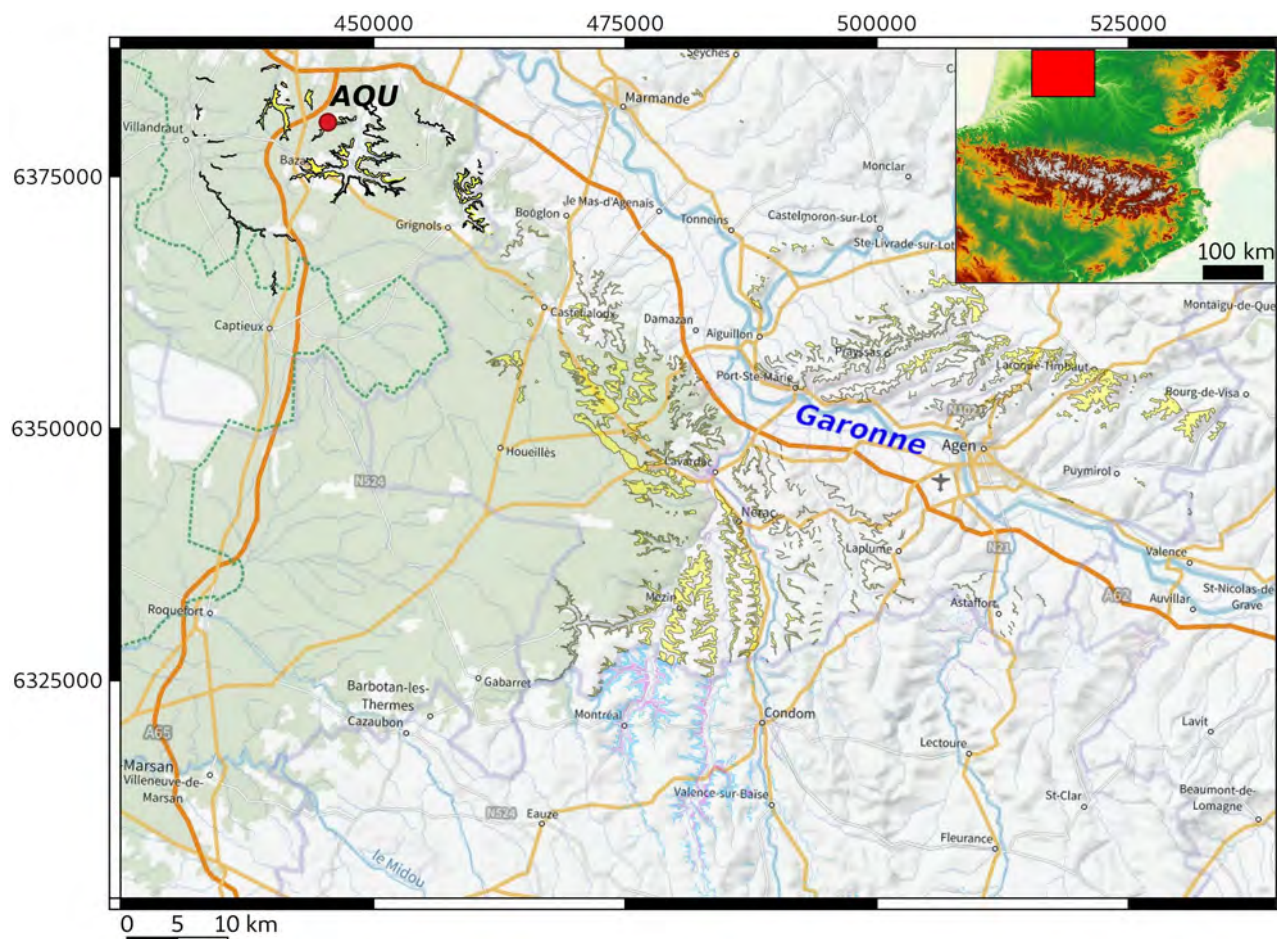 450000
475000
500000
525000
6375000
6350000
6325000
Seyches
AQU
Marmande
Villandraut
Monclar
100 km
le Mas-d'Agenais
Bouglon
Tonneins
Castelmoron-sur-Lot
Grignols
Ste-Livrade-sur-Lot
Castejaloux
Damazan
Montaigu-de-Que
Captieux
Aiguillon
Prayssas
Laroque-Timbaut
Port-Ste-Marie
Bourg-de-Visa
Garonne
N1021
Agen
Houeillès
Lavardac
Puymirol
N524
Nérac
Laplume
N21
Valence
St-Nicolas-de-
Grave
A62
Auvillar
Roquefort
Mézin
Astaffort
Gabarret
Barbotan-les-
Thermes
Cazaubon
Montréal
Condom
Lavit
A65
Lectoure
-Marsan
Villeneuve-de-
Marsan
Valence-sur-Baïse
St-Clar
Beaumont-de-
Lomagne
N524
Eauze
Fleurance
le Midou
0 5 10 km